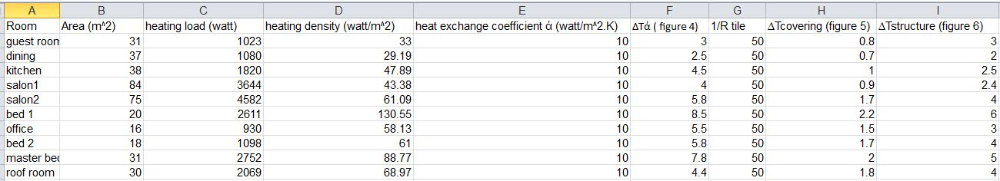 A B C D E F G H I
Room Area (m^2) heating load (watt) heating density (watt/m^2) heat exchange coefficient ά (watt/m^2.K) ΔTά ( figure 4) 1/R tile ΔTcovering (figure 5) ΔTstructure (figure 6)
guest room 31 1023 33 10 3 50 0.8 3
dining 37 1080 29.19 10 2.5 50 0.7 2
kitchen 38 1820 47.89 10 4.5 50 1 2.5
salon1 84 3644 43.38 10 4 50 0.9 2.4
salon2 75 4582 61.09 10 5.8 50 1.7 4
bed 1 20 2611 130.55 10 8.5 50 2.2 6
office 16 930 58.13 10 5.5 50 1.5 3
bed 2 18 1098 61 10 5.8 50 1.7 4
master bed 31 2752 88.77 10 7.8 50 2 5
roof room 30 2069 68.97 10 4.4 50 1.8 4